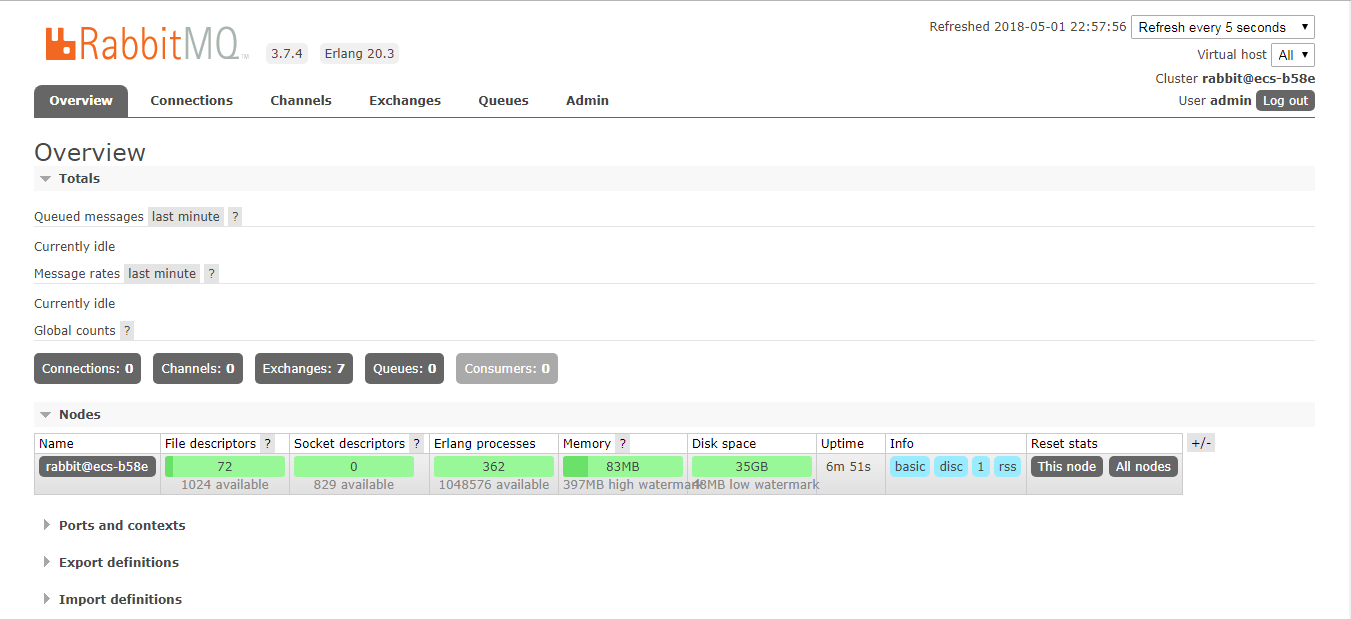 Refreshed 2018-05-01 22:57:56 Refresh every 5 seconds
RabbitMQ TM 3.7.4 Erlang 20.3
Virtual host All
Cluster rabbit@ecs-b58e
User admin Log out
Overview Connections Channels Exchanges Queues Admin
Overview
Totals
Queued messages last minute ?
Currently idle
Message rates last minute ?
Currently idle
Global counts ?
Connections: 0 Channels: 0 Exchanges: 7 Queues: 0 Consumers: 0
Nodes
Name File descriptors ? Socket descriptors ? Erlang processes Memory ? Disk space Uptime Info Reset stats +/-
rabbit@ecs-b58e 72 0 362 83MB 35GB 6m 51s basic disc 1 rss This node All nodes
1024 available 829 available 1048576 available 397MB high watermark 48MB low watermark
Ports and contexts
Export definitions
Import definitions